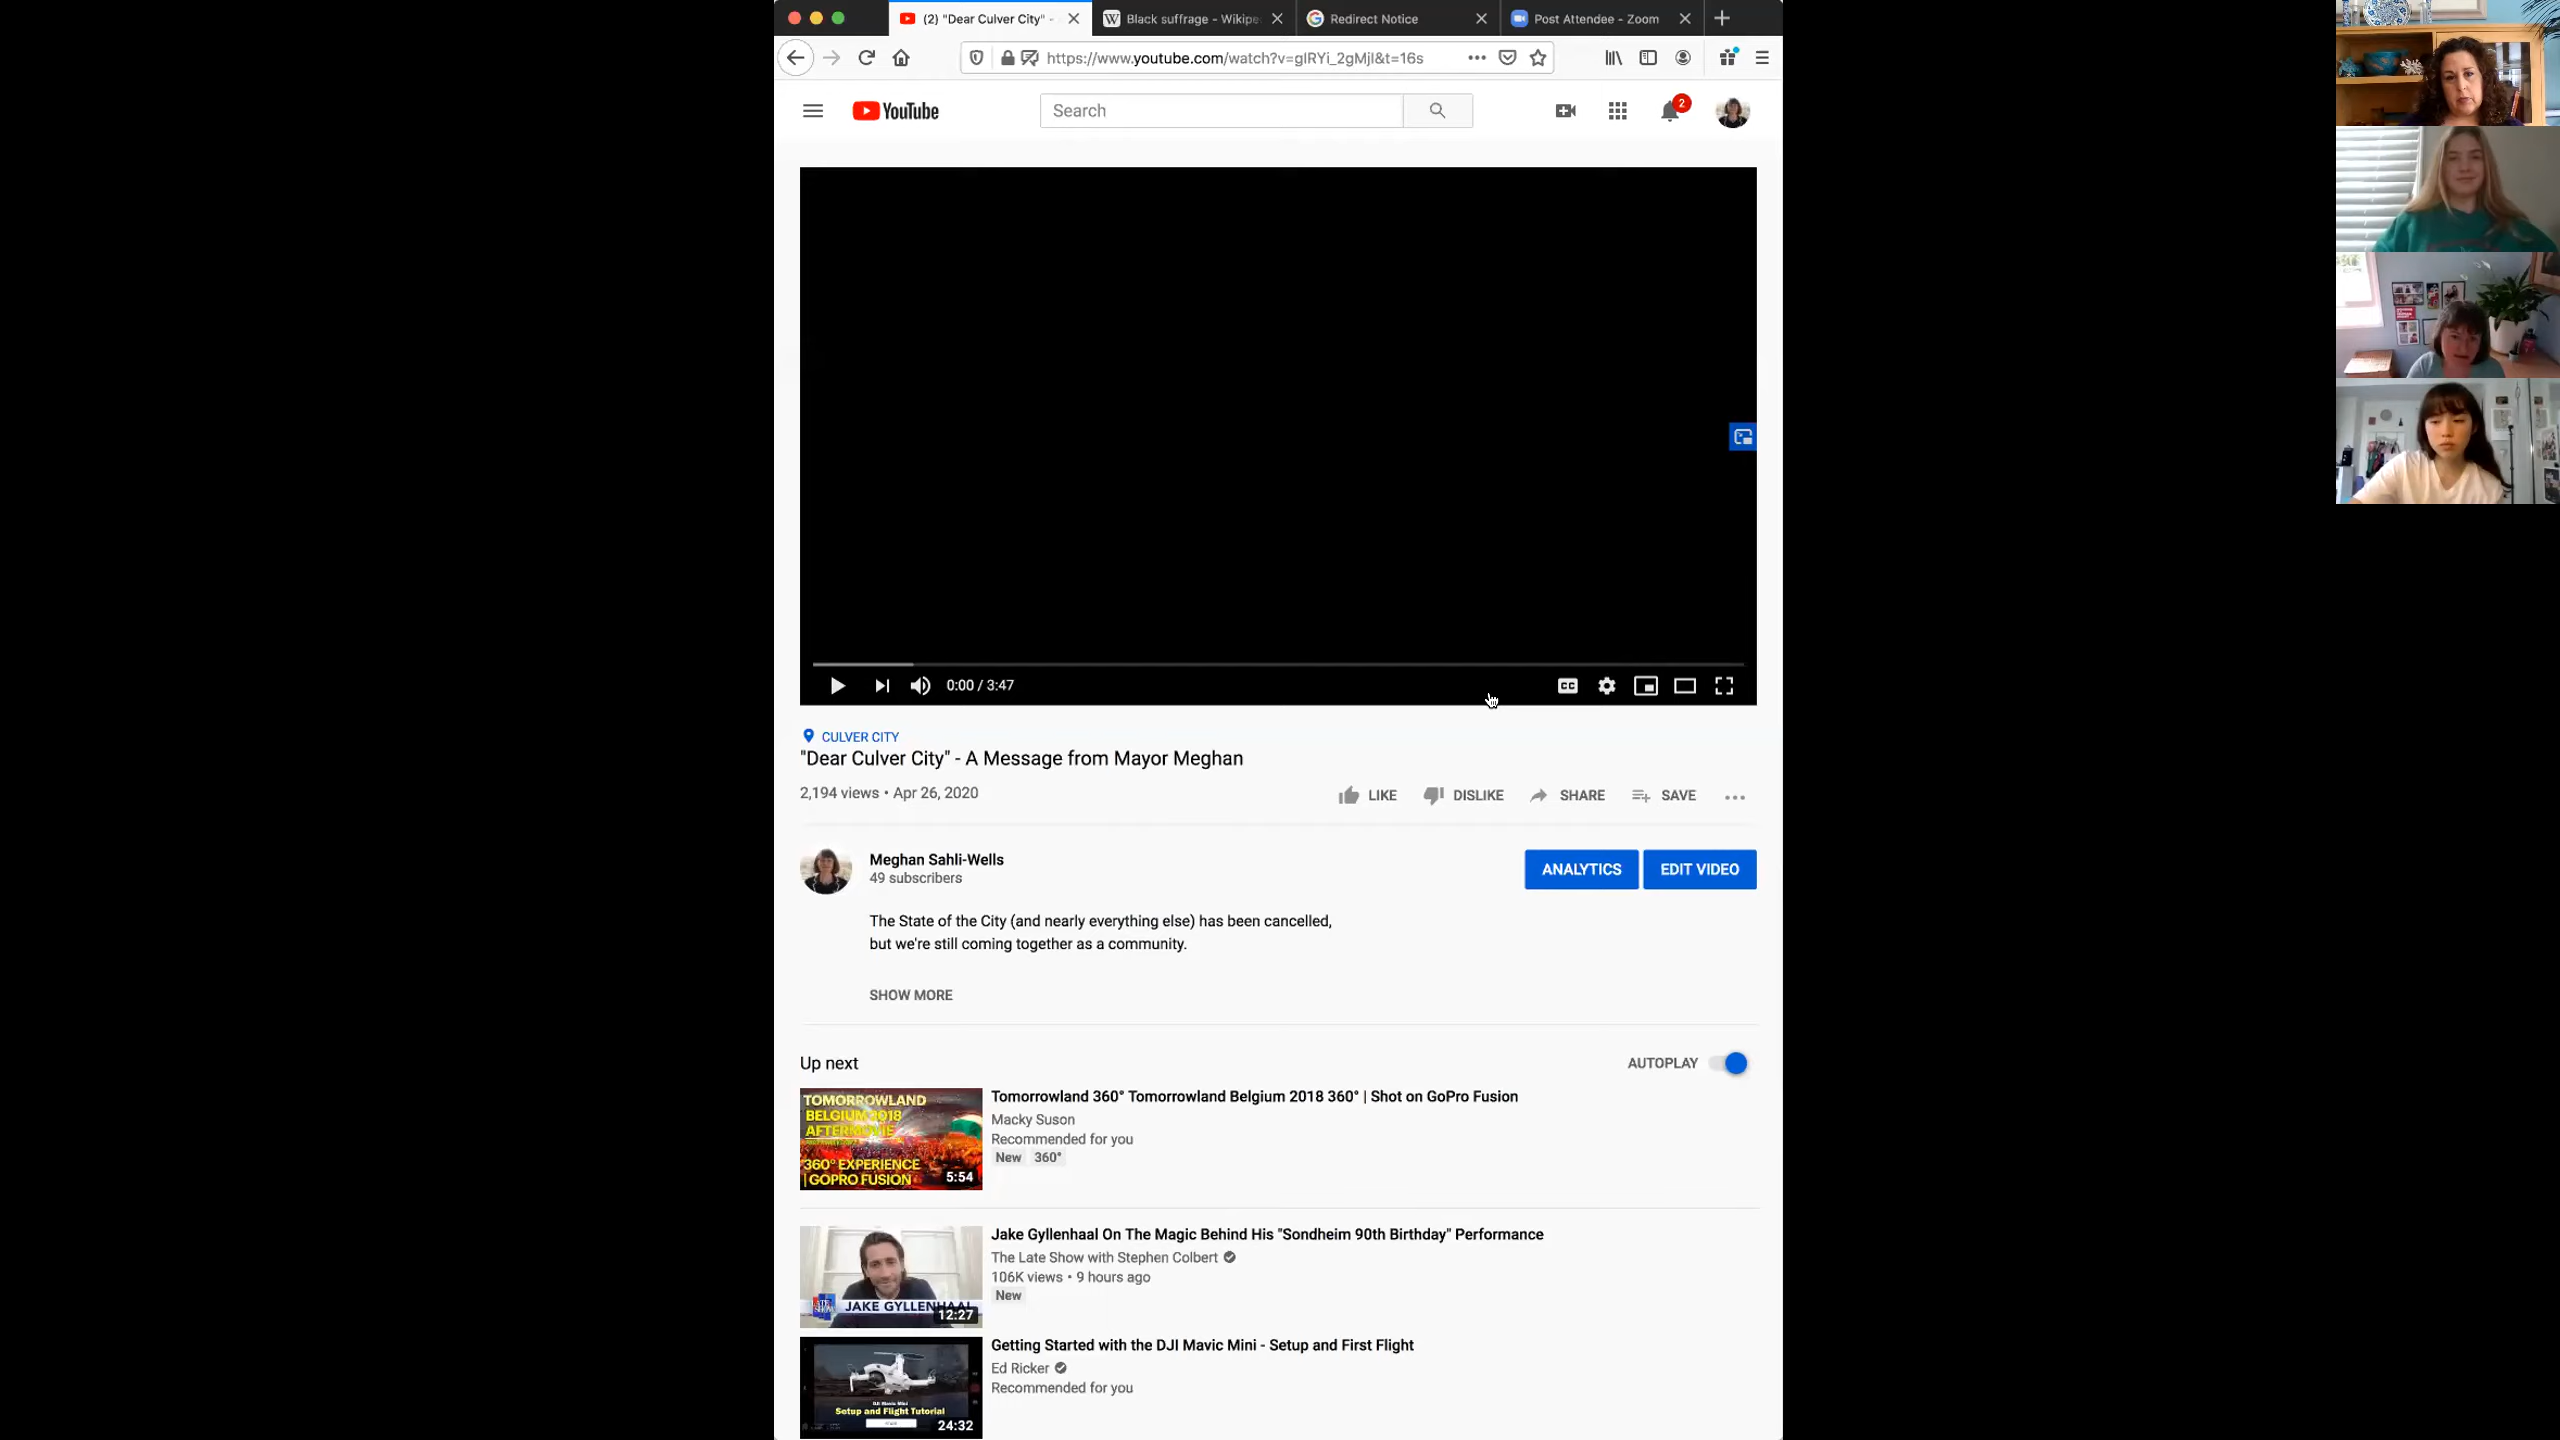 (2) "Dear Culver City" -
Black suffrage - Wikipe
Redirect Notice
Post Attendee - Zoom
https://www.youtube.com/watch?v=gIRYi_2gMjI&t=16s
YouTube
Search
2
0:00 / 3:47
CC
CULVER CITY
"Dear Culver City" - A Message from Mayor Meghan
2,194 views • Apr 26, 2020
LIKE
DISLIKE
SHARE
SAVE
Meghan Sahli-Wells
49 subscribers
ANALYTICS
EDIT VIDEO
The State of the City (and nearly everything else) has been cancelled,
but we're still coming together as a community.
SHOW MORE
Up next
AUTOPLAY
TOMORROWLAND
BELGIUM 2018
AFTERMOVIE
360° EXPERIENCE
| GOPRO FUSION
5:54
Tomorrowland 360° Tomorrowland Belgium 2018 360° | Shot on GoPro Fusion
Macky Suson
Recommended for you
New 360°
JAKE GYLLENHAAL
12:27
Jake Gyllenhaal On The Magic Behind His "Sondheim 90th Birthday" Performance
The Late Show with Stephen Colbert
106K views • 9 hours ago
New
Setup and Flight Tutorial
24:32
Getting Started with the DJI Mavic Mini - Setup and First Flight
Ed Ricker
Recommended for you